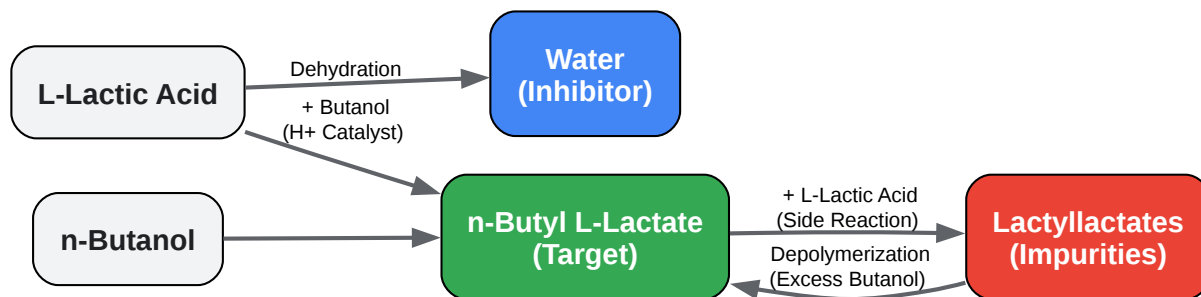 L-Lactic Acid
Dehydration
Water
(Inhibitor)
+ Butanol
(H+ Catalyst)
n-Butanol
n-Butyl L-Lactate
(Target)
+ L-Lactic Acid
(Side Reaction)
Depolymerization
(Excess Butanol)
Lactyllactates
(Impurities)